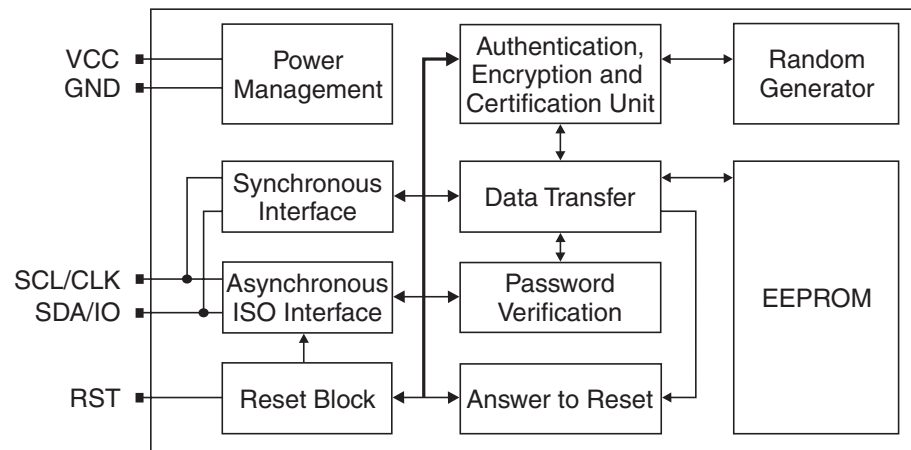 VCC
GND
Power
Management
Authentication,
Encryption and
Certification Unit
Random
Generator
Synchronous
Interface
Data Transfer
SCL/CLK
SDA/IO
Asynchronous
ISO Interface
Password
Verification
EEPROM
RST
Reset Block
Answer to Reset